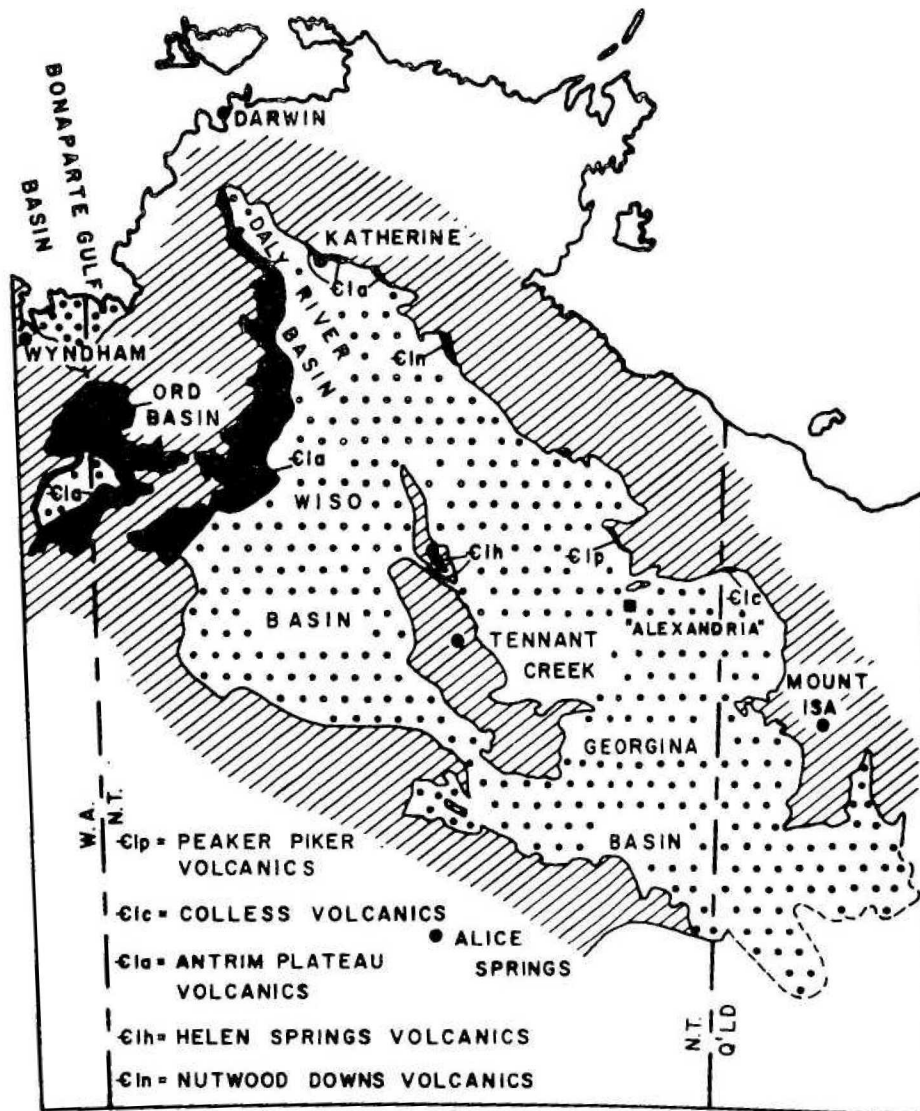 BONAPARTE GULF
BASIN
DARWIN
DALY
RIVER
BASIN
KATHERINE
Єla
Єln
WYNDHAM
ORD
BASIN
Єla
Єla
WISO
BASIN
Єlh
Єlp
Єlc
"ALEXANDRIA"
TENNANT
CREEK
MOUNT
ISA
GEORGINA
BASIN
W.A.
N.T.
Єlp = PEAKER PIKER
VOLCANICS
Єlc = COLLESS VOLCANICS
Єla = ANTRIM PLATEAU
VOLCANICS
Єlh = HELEN SPRINGS VOLCANICS
Єln = NUTWOOD DOWNS VOLCANICS
ALICE
SPRINGS
N.T.
Q'LD